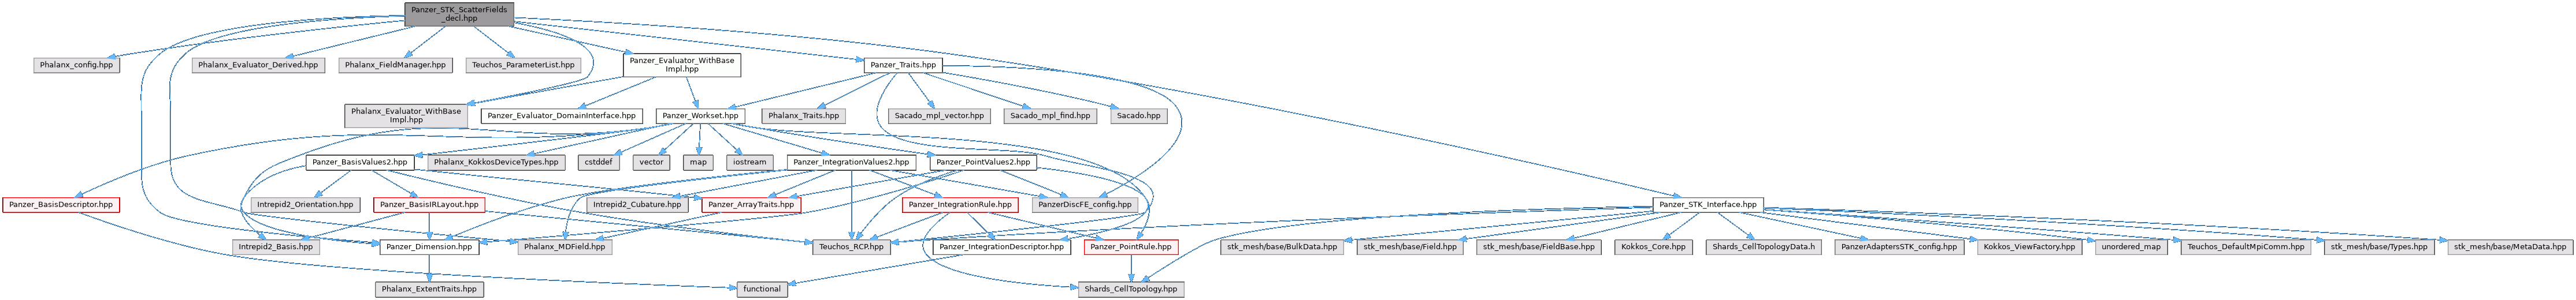 Panzer_STK_ScatterFields
_decl.hpp
Phalanx_config.hpp
Phalanx_Evaluator_Derived.hpp
Phalanx_FieldManager.hpp
Teuchos_ParameterList.hpp
Panzer_Evaluator_WithBase
Impl.hpp
Panzer_Traits.hpp
Phalanx_Evaluator_WithBase
Impl.hpp
Panzer_Evaluator_DomainInterface.hpp
Panzer_Workset.hpp
Phalanx_Traits.hpp
Sacado_mpl_vector.hpp
Sacado_mpl_find.hpp
Sacado.hpp
Panzer_BasisValues2.hpp
Phalanx_KokkosDeviceTypes.hpp
cstddef
vector
map
iostream
Panzer_IntegrationValues2.hpp
Panzer_PointValues2.hpp
Panzer_BasisDescriptor.hpp
Intrepid2_Orientation.hpp
Panzer_BasisIRLayout.hpp
Intrepid2_Cubature.hpp
Panzer_ArrayTraits.hpp
Panzer_IntegrationRule.hpp
PanzerDiscFE_config.hpp
Panzer_STK_Interface.hpp
Intrepid2_Basis.hpp
Panzer_Dimension.hpp
Phalanx_MDField.hpp
Teuchos_RCP.hpp
Panzer_IntegrationDescriptor.hpp
Panzer_PointRule.hpp
stk_mesh/base/BulkData.hpp
stk_mesh/base/Field.hpp
stk_mesh/base/FieldBase.hpp
Kokkos_Core.hpp
Shards_CellTopologyData.h
PanzerAdaptersSTK_config.hpp
Kokkos_ViewFactory.hpp
unordered_map
Teuchos_DefaultMpiComm.hpp
stk_mesh/base/Types.hpp
stk_mesh/base/MetaData.hpp
Phalanx_ExtentTraits.hpp
functional
Shards_CellTopology.hpp